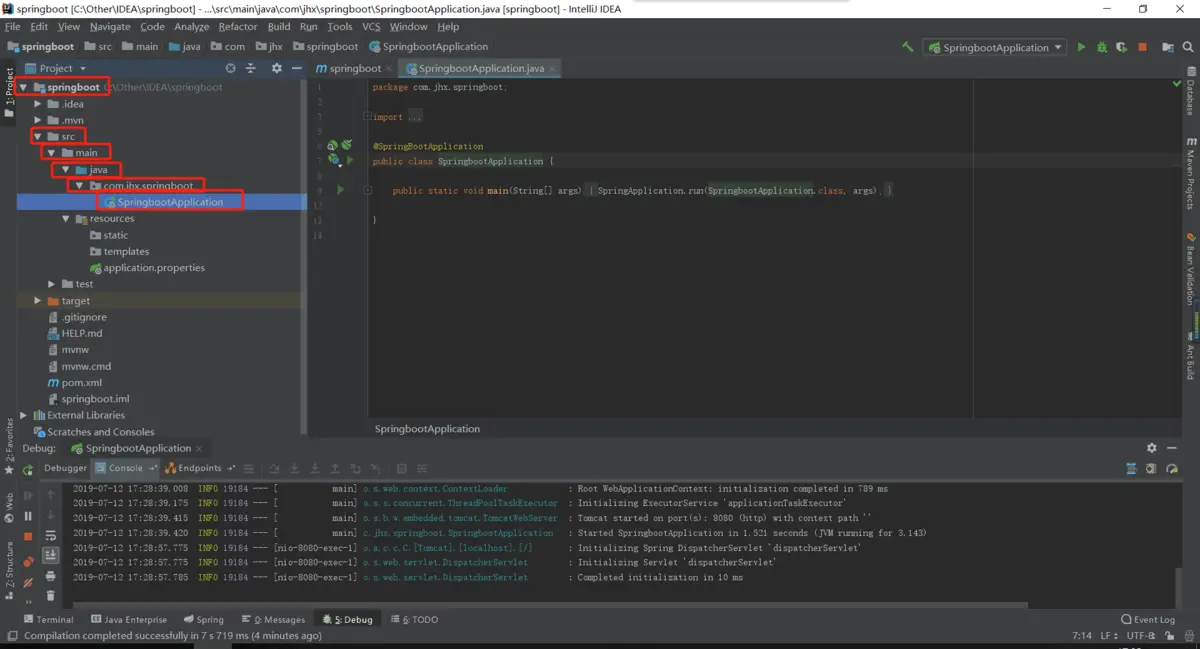 springboot [C:\Other\IDEA\springboot] - ...\src\main\java\com\jhx\springboot\SpringbootApplication.java [springboot] - IntelliJ IDEA
File Edit View Navigate Code Analyze Refactor Build Run Tools VCS Window Help
springboot src main java com jhx springboot SpringbootApplication SpringbootApplication
Project springboot SpringbootApplication.java
1: Project
springboot C:\Other\IDEA\springboot
.idea
.mvn
src
main
java
com.jhx.springboot
SpringbootApplication
resources
static
templates
application.properties
test
target
.gitignore
HELP.md
mvnw
mvnw.cmd
pom.xml
springboot.iml
External Libraries
Scratches and Consoles
1 package com.jhx.springboot;
2
3 import ...
5
6 @SpringBootApplication
7 public class SpringbootApplication {
8
9 public static void main(String[] args) { SpringApplication.run(SpringbootApplication.class, args); }
12
13 }
14
SpringbootApplication
Database
Maven Projects
Bean Validation
Ant Build
2: Favorites
Web
7: Structure
Debug: SpringbootApplication
Debugger Console Endpoints
2019-07-12 17:28:39.008 INFO 19184 --- [ main] o.s.web.context.ContextLoader : Root WebApplicationContext: initialization completed in 789 ms
2019-07-12 17:28:39.175 INFO 19184 --- [ main] o.s.s.concurrent.ThreadPoolTaskExecutor : Initializing ExecutorService 'applicationTaskExecutor'
2019-07-12 17:28:39.415 INFO 19184 --- [ main] o.s.b.w.embedded.tomcat.TomcatWebServer : Tomcat started on port(s): 8080 (http) with context path ''
2019-07-12 17:28:39.420 INFO 19184 --- [ main] c.jhx.springboot.SpringbootApplication : Started SpringbootApplication in 1.521 seconds (JVM running for 3.143)
2019-07-12 17:28:57.775 INFO 19184 --- [nio-8080-exec-1] o.a.c.c.C.[Tomcat].[localhost].[/] : Initializing Spring DispatcherServlet 'dispatcherServlet'
2019-07-12 17:28:57.775 INFO 19184 --- [nio-8080-exec-1] o.s.web.servlet.DispatcherServlet : Initializing Servlet 'dispatcherServlet'
2019-07-12 17:28:57.785 INFO 19184 --- [nio-8080-exec-1] o.s.web.servlet.DispatcherServlet : Completed initialization in 10 ms
Terminal Java Enterprise Spring 0: Messages 5: Debug 6: TODO Event Log
Compilation completed successfully in 7 s 719 ms (4 minutes ago) 7:14 LF UTF-8